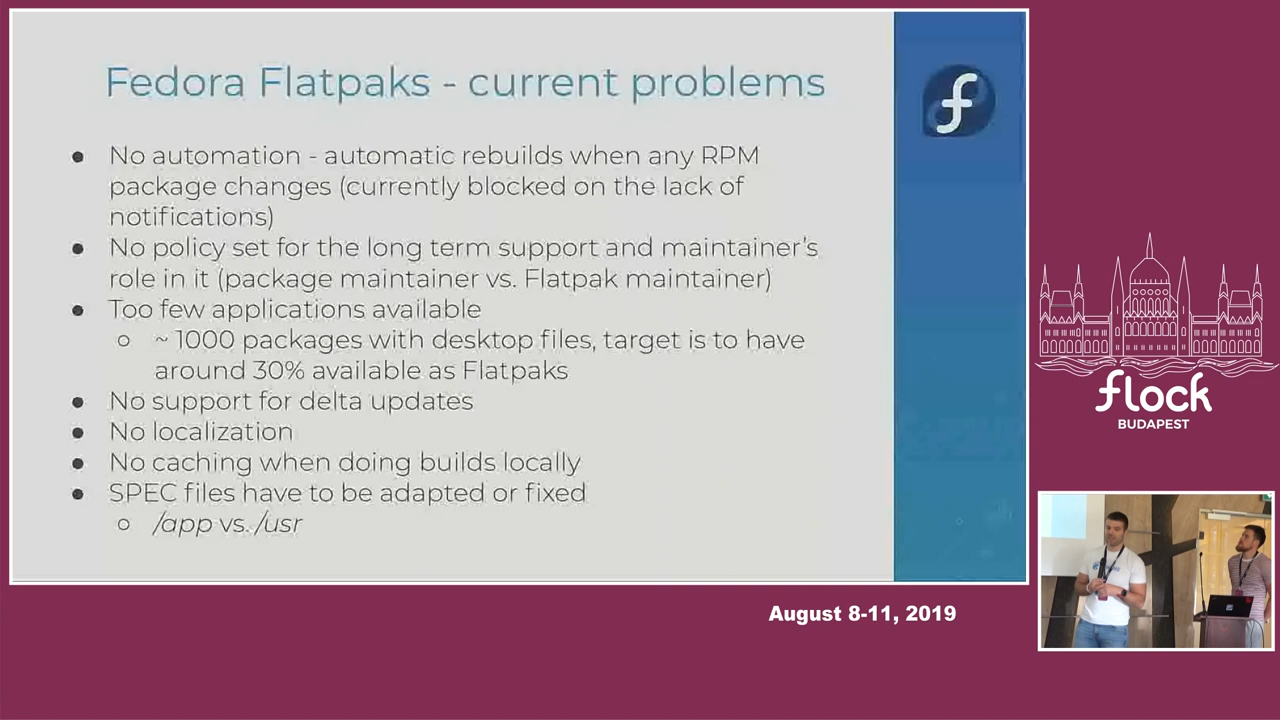 Fedora Flatpaks - current problems
● No automation - automatic rebuilds when any RPM
package changes (currently blocked on the lack of
notifications)
● No policy set for the long term support and maintainer's
role in it (package maintainer vs. Flatpak maintainer)
● Too few applications available
○ ~ 1000 packages with desktop files, target is to have
around 30% available as Flatpaks
● No support for delta updates
● No localization
● No caching when doing builds locally
● SPEC files have to be adapted or fixed
○ /app vs. /usr
flock
BUDAPEST
August 8-11, 2019